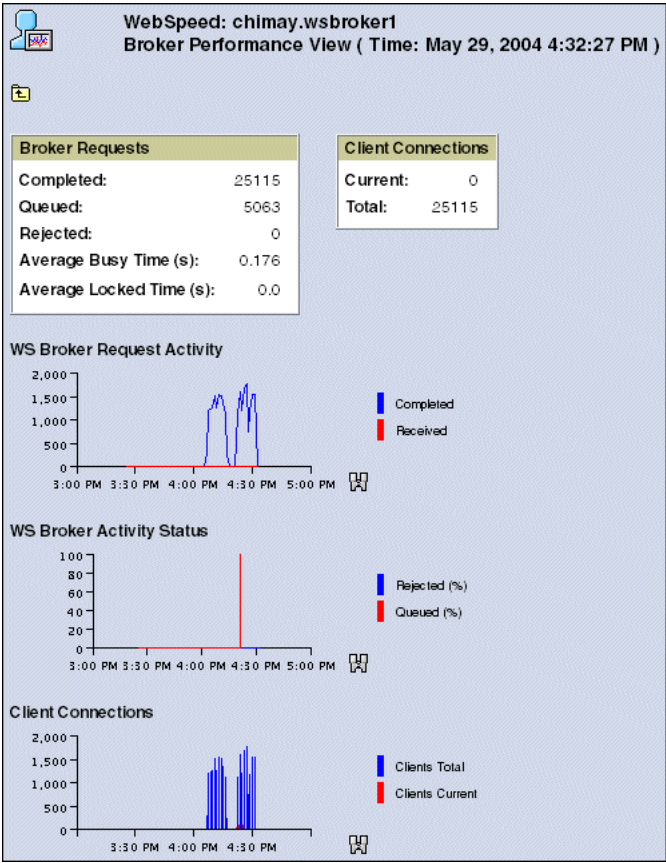 WebSpeed: chimay.wsbroker1
Broker Performance View ( Time: May 29, 2004 4:32:27 PM )
Broker Requests
Completed: 25115
Queued: 5063
Rejected: 0
Average Busy Time (s): 0.176
Average Locked Time (s): 0.0
Client Connections
Current: 0
Total: 25115
WS Broker Request Activity
2,000
1,500
1,000
500
0
3:00 PM 3:30 PM 4:00 PM 4:30 PM 5:00 PM
Completed
Received
WS Broker Activity Status
100
80
60
40
20
0
3:00 PM 3:30 PM 4:00 PM 4:30 PM 5:00 PM
Rejected (%)
Queued (%)
Client Connections
2,000
1,500
1,000
500
0
3:30 PM 4:00 PM 4:30 PM
Clients Total
Clients Current